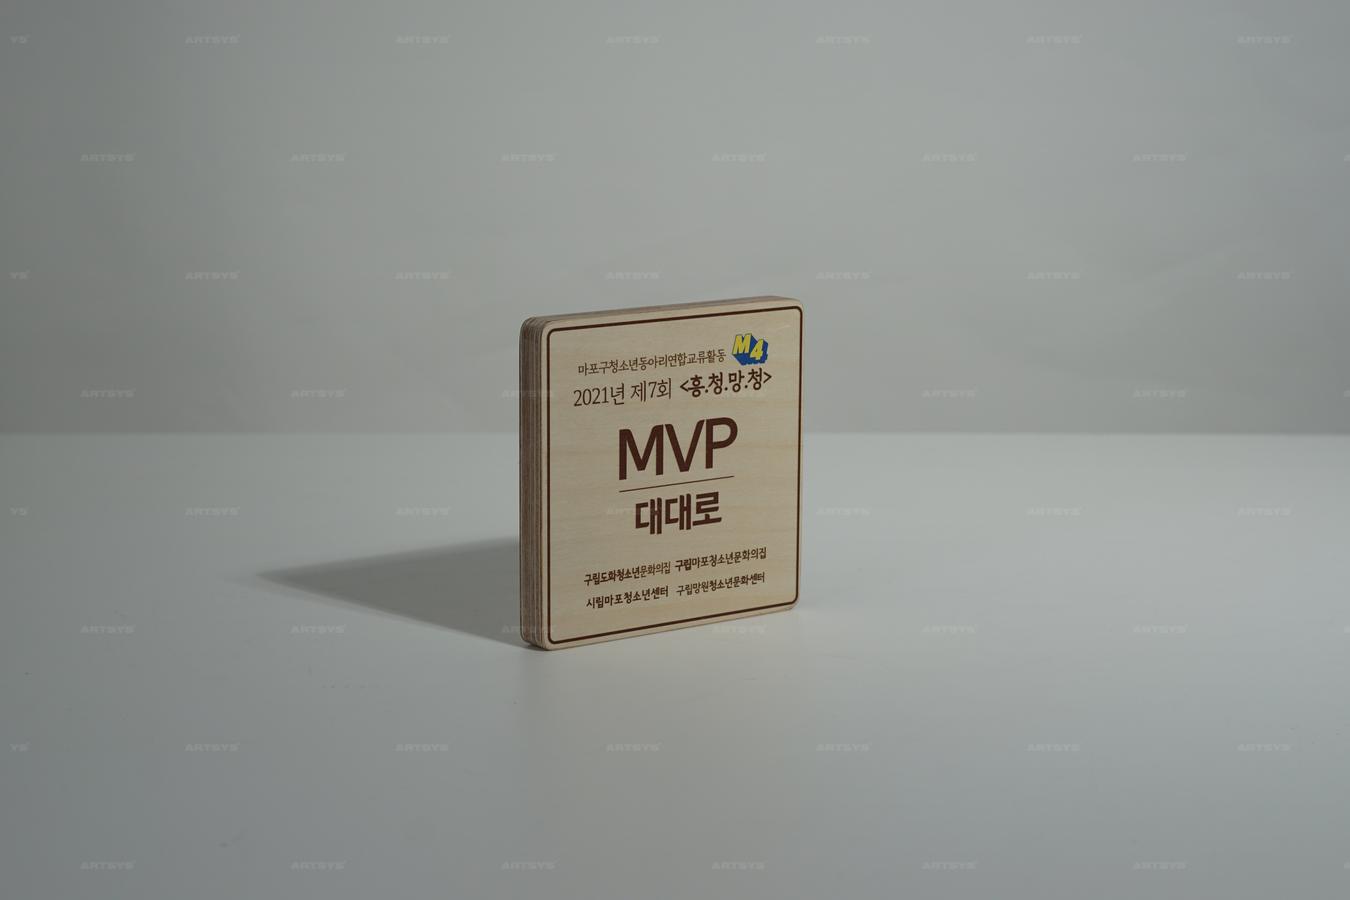 마포구청소년동아리연합교류활동 M4
2021년 제7회 <흥.청.망.청>
MVP
대대로
구립도화청소년문화의집 구립마포청소년문화의집
시립마포청소년센터 구립망원청소년문화센터
ARTSYS